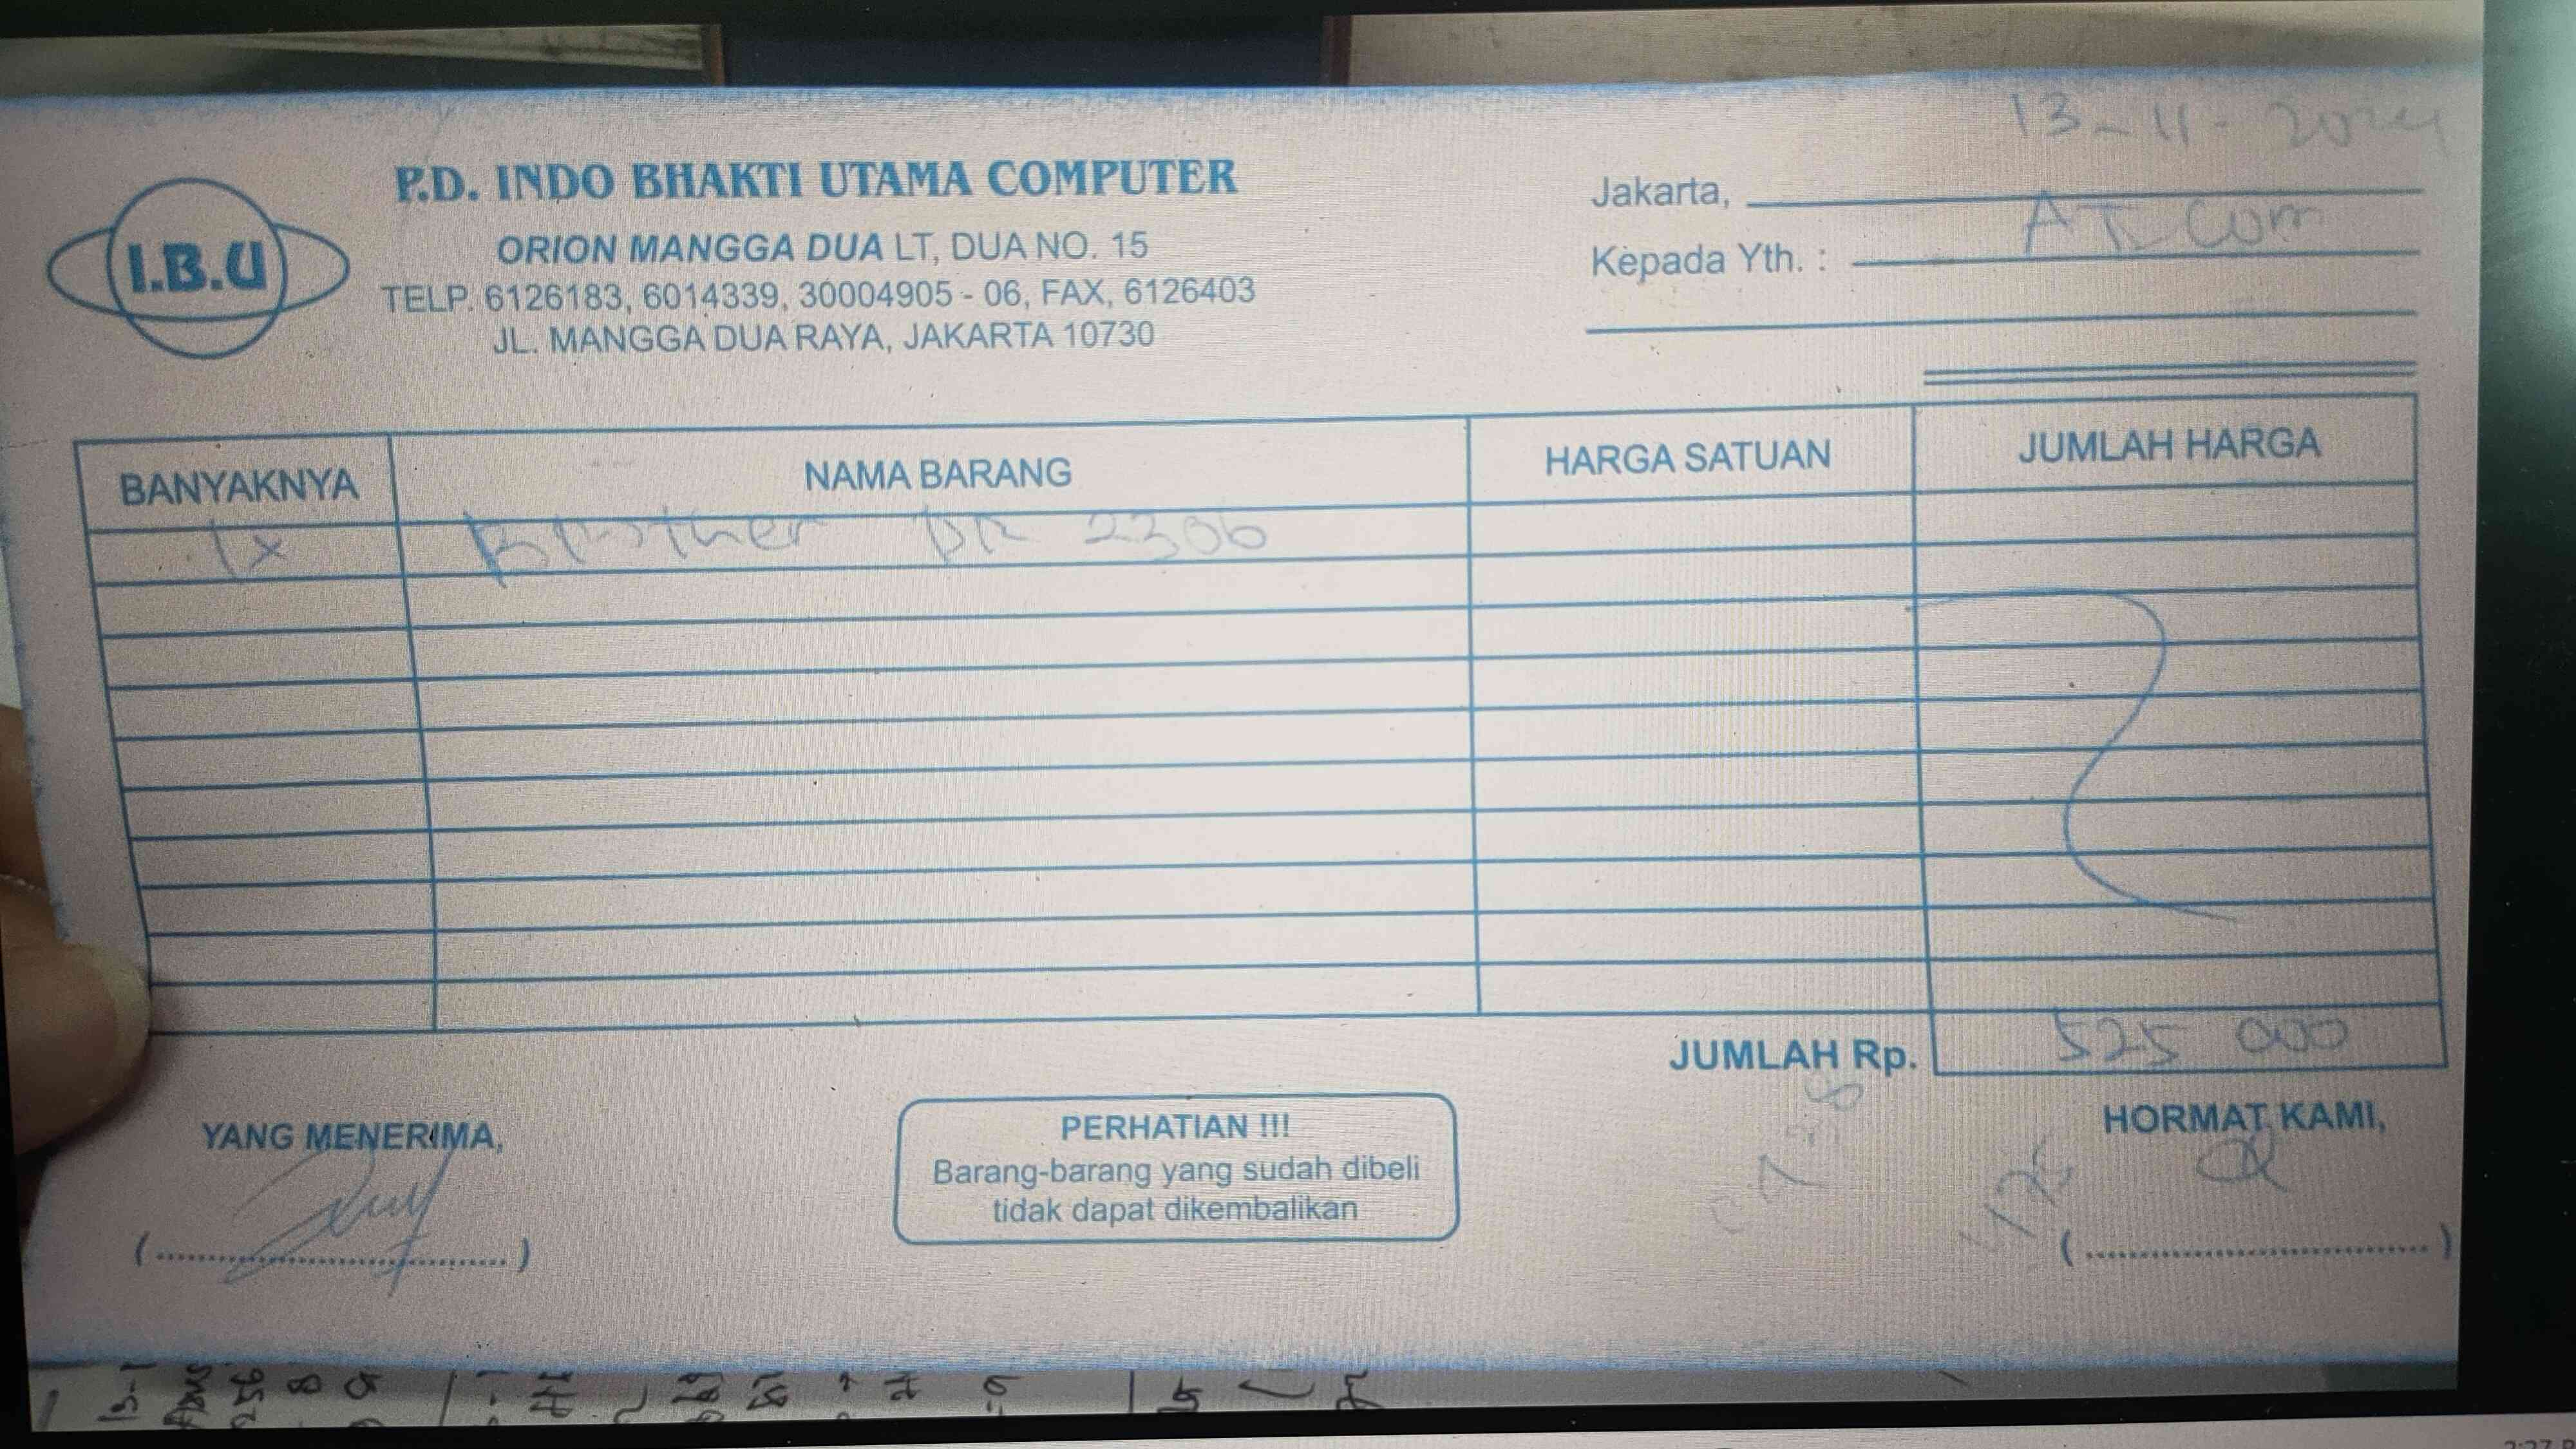 13-11-2024
P.D. INDO BHAKTI UTAMA COMPUTER
I.B.U
ORION MANGGA DUA LT, DUA NO. 15
TELP. 6126183, 6014339, 30004905 - 06, FAX, 6126403
JL. MANGGA DUA RAYA, JAKARTA 10730
Jakarta,
Kepada Yth. : Com
BANYAKNYA NAMA BARANG HARGA SATUAN JUMLAH HARGA
1x Brother DR 2306
JUMLAH Rp. 525 000
YANG MENERIMA,
PERHATIAN !!!
Barang-barang yang sudah dibeli
tidak dapat dikembalikan
HORMAT KAMI,